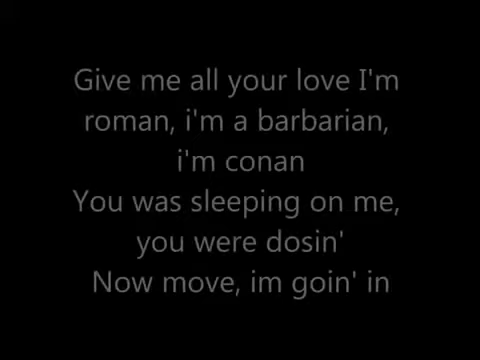 Give me all your love I'm
roman, i'm a barbarian,
i'm conan
You was sleeping on me,
you were dosin'
Now move, im goin' in